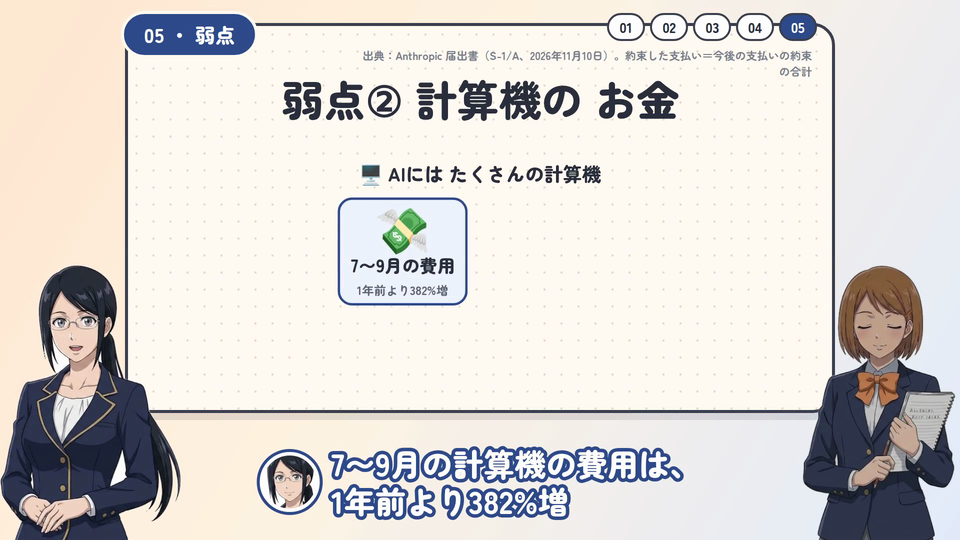 05 ・ 弱点
01 02 03 04 05
出典：Anthropic 届出書（S-1/A、2026年11月10日）。約束した支払い＝今後の支払いの約束
の合計
弱点② 計算機の お金
AIには たくさんの計算機
7〜9月の費用
1年前より382%増
7〜9月の計算機の費用は、
1年前より382%増